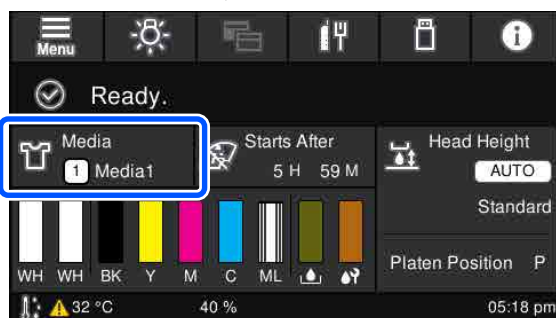 Menu
Ready.
Media
1 Media1
Starts After
5 H 59 M
Head Height
AUTO
Standard
WH WH BK Y M C ML
Platen Position P
32 °C
40 %
05:18 pm